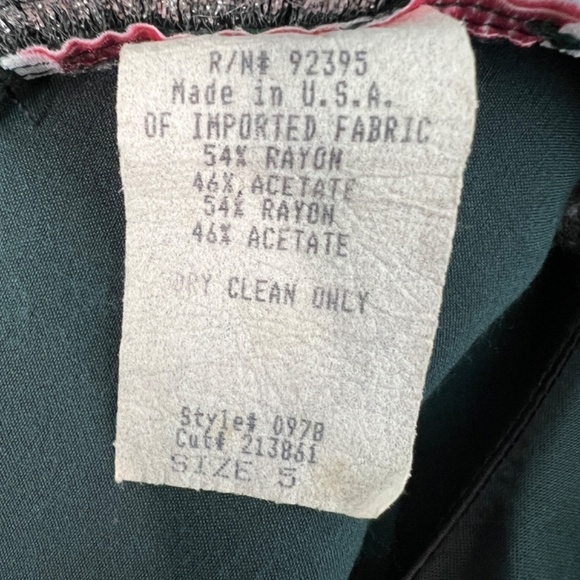 R/N# 92395
Made in U.S.A.
OF IMPORTED FABRIC
54% RAYON
46% ACETATE
54% RAYON
46% ACETATE
DRY CLEAN ONLY
Style# 0978
Cut# 213861
SIZE 5